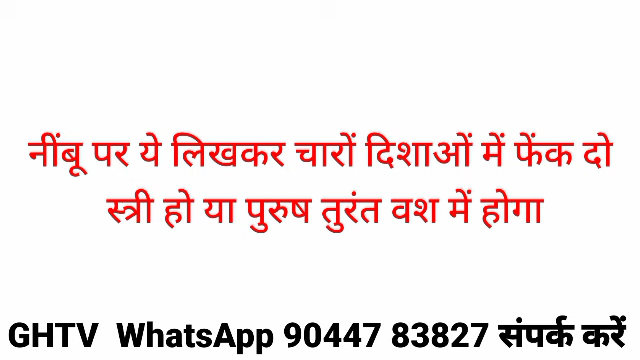 नींबू पर ये लिखकर चारों दिशाओं में फेंक दो
स्त्री हो या पुरुष तुरंत वश में होगा
GHTV WhatsApp 90447 83827 संपर्क करें